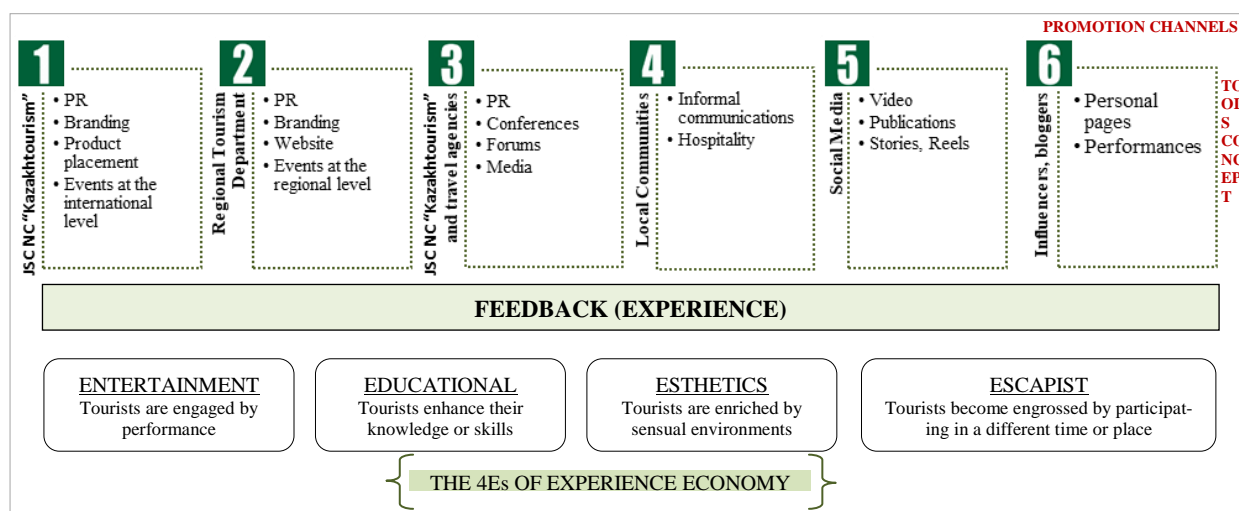 PROMOTION CHANNELS
1
JSC NC “Kazakhtourism”
• PR
• Branding
• Product
placement
• Events at the
international
level
2
Regional Tourism
Department
• PR
• Branding
• Website
• Events at the
regional level
3
JSC NC “Kazakhtourism”
and travel agencies
• PR
• Conferences
• Forums
• Media
4
Local Communities
• Informal
communications
• Hospitality
5
Social Media
• Video
• Publications
• Stories, Reels
6
Influencers, bloggers
• Personal
pages
• Performances
TO
OL
S
CO
NC
EP
T
FEEDBACK (EXPERIENCE)
ENTERTAINMENT
Tourists are engaged by
performance
EDUCATIONAL
Tourists enhance their
knowledge or skills
ESTHETICS
Tourists are enriched by
sensual environments
ESCAPIST
Tourists become engrossed by participat-
ing in a different time or place
THE 4Es OF EXPERIENCE ECONOMY